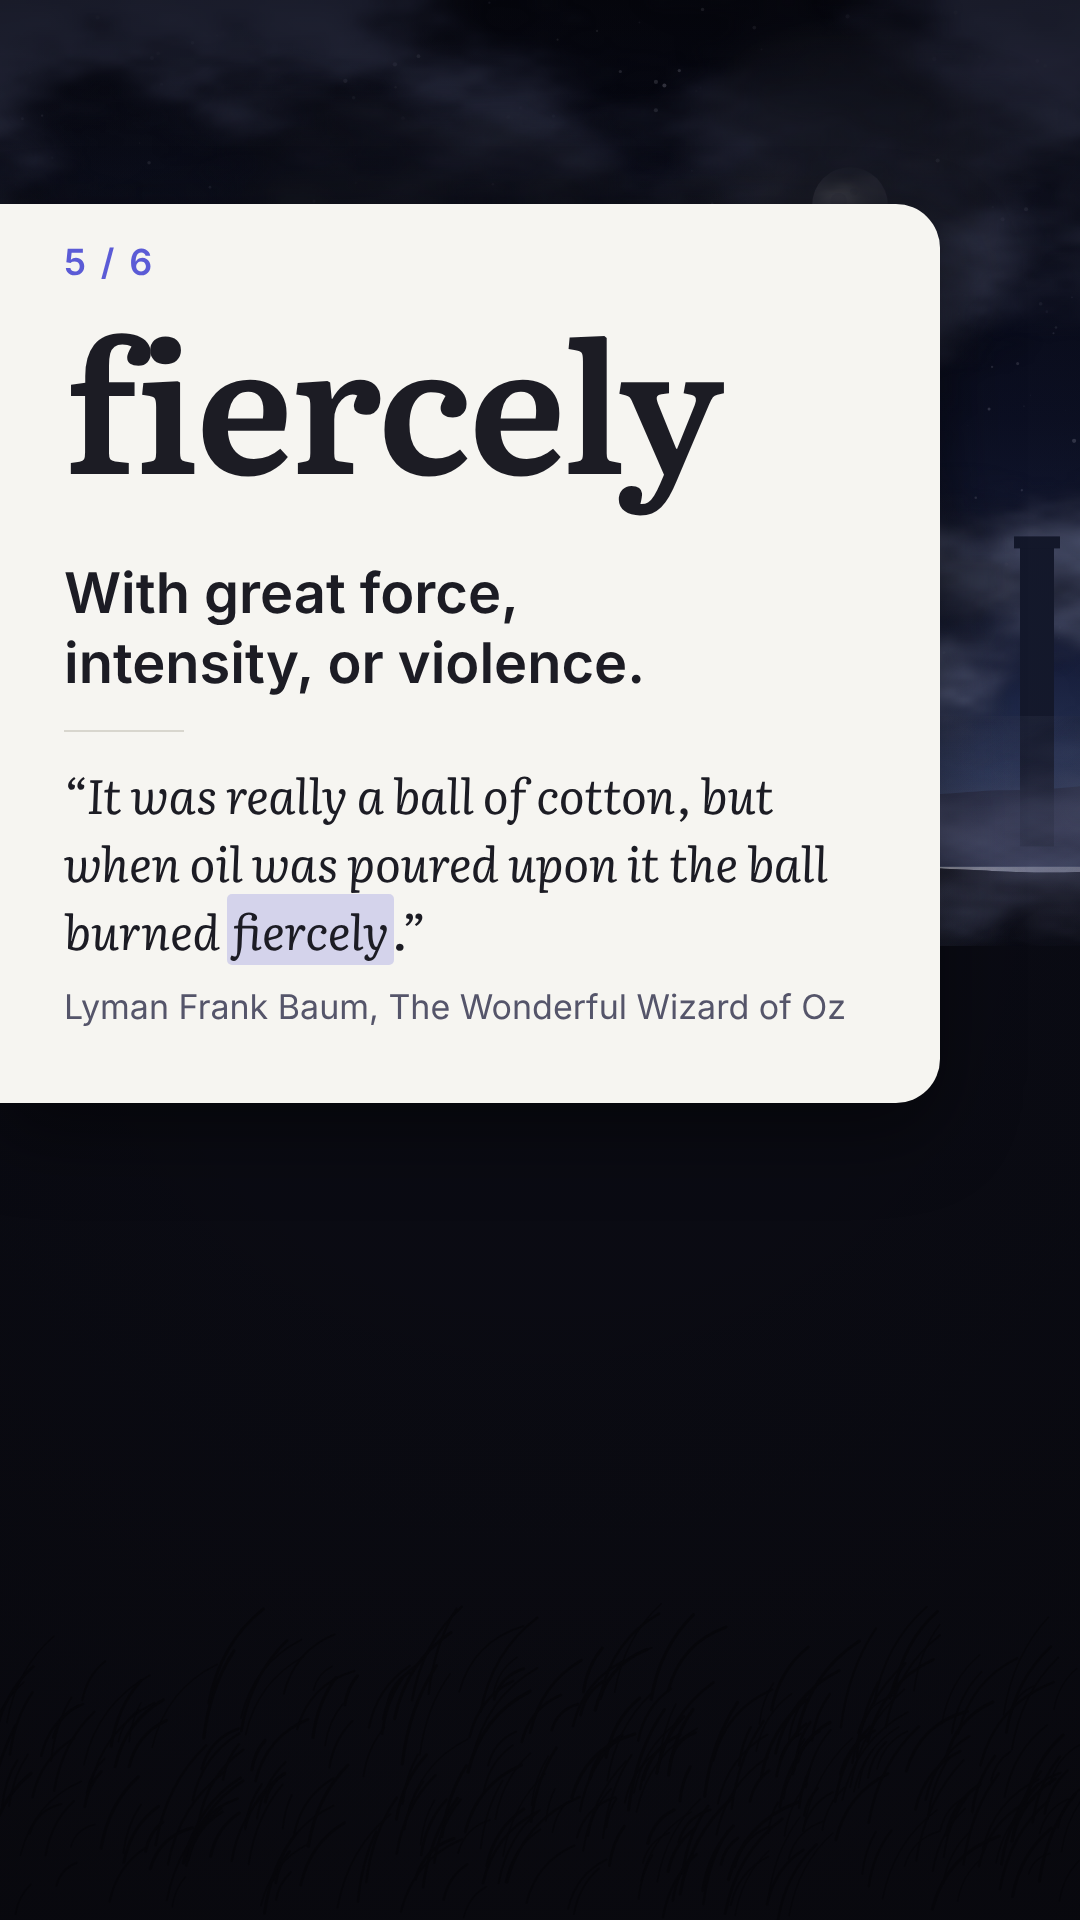 5 / 6
fiercely
With great force,
intensity, or violence.
“It was really a ball of cotton, but
when oil was poured upon it the ball
burned fiercely.”
Lyman Frank Baum, The Wonderful Wizard of Oz